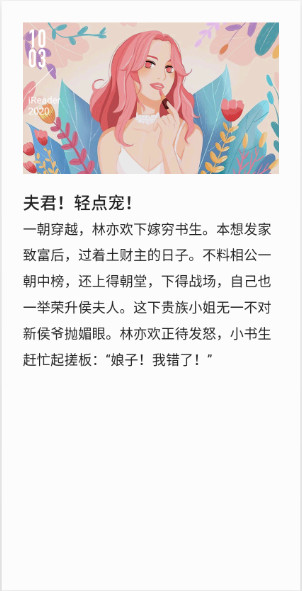 10
03
iReader
2020
夫君！轻点宠！
一朝穿越，林亦欢下嫁穷书生。本想发家
致富后，过着土财主的日子。不料相公一
朝中榜，还上得朝堂，下得战场，自己也
一举荣升侯夫人。这下贵族小姐无一不对
新侯爷抛媚眼。林亦欢正待发怒，小书生
赶忙起搓板：“娘子！我错了！”